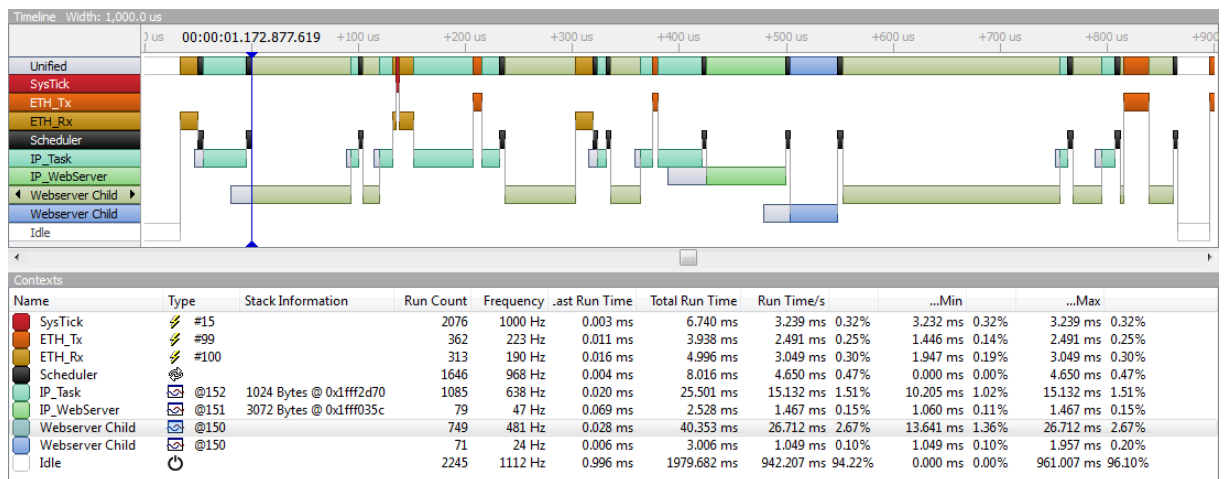 Timeline Width: 1,000.0 us
0 us 00:00:01.172.877.619 +100 us +200 us +300 us +400 us +500 us +600 us +700 us +800 us +900
Unified
SysTick
ETH_Tx
ETH_Rx
Scheduler
IP_Task
IP_WebServer
Webserver Child
Webserver Child
Idle
Contexts
Name Type Stack Information Run Count Frequency .ast Run Time Total Run Time Run Time/s ...Min ...Max
SysTick #15 2076 1000 Hz 0.003 ms 6.740 ms 3.239 ms 0.32% 3.232 ms 0.32% 3.239 ms 0.32%
ETH_Tx #99 362 223 Hz 0.011 ms 3.938 ms 2.491 ms 0.25% 1.446 ms 0.14% 2.491 ms 0.25%
ETH_Rx #100 313 190 Hz 0.016 ms 4.996 ms 3.049 ms 0.30% 1.947 ms 0.19% 3.049 ms 0.30%
Scheduler 1646 968 Hz 0.004 ms 8.016 ms 4.650 ms 0.47% 0.000 ms 0.00% 4.650 ms 0.47%
IP_Task @152 1024 Bytes @ 0x1fff2d70 1085 638 Hz 0.020 ms 25.501 ms 15.132 ms 1.51% 10.205 ms 1.02% 15.132 ms 1.51%
IP_WebServer @151 3072 Bytes @ 0x1fff035c 79 47 Hz 0.069 ms 2.528 ms 1.467 ms 0.15% 1.060 ms 0.11% 1.467 ms 0.15%
Webserver Child @150 749 481 Hz 0.028 ms 40.353 ms 26.712 ms 2.67% 13.641 ms 1.36% 26.712 ms 2.67%
Webserver Child @150 71 24 Hz 0.006 ms 3.006 ms 1.049 ms 0.10% 1.049 ms 0.10% 1.957 ms 0.20%
Idle 2245 1112 Hz 0.996 ms 1979.682 ms 942.207 ms 94.22% 0.000 ms 0.00% 961.007 ms 96.10%